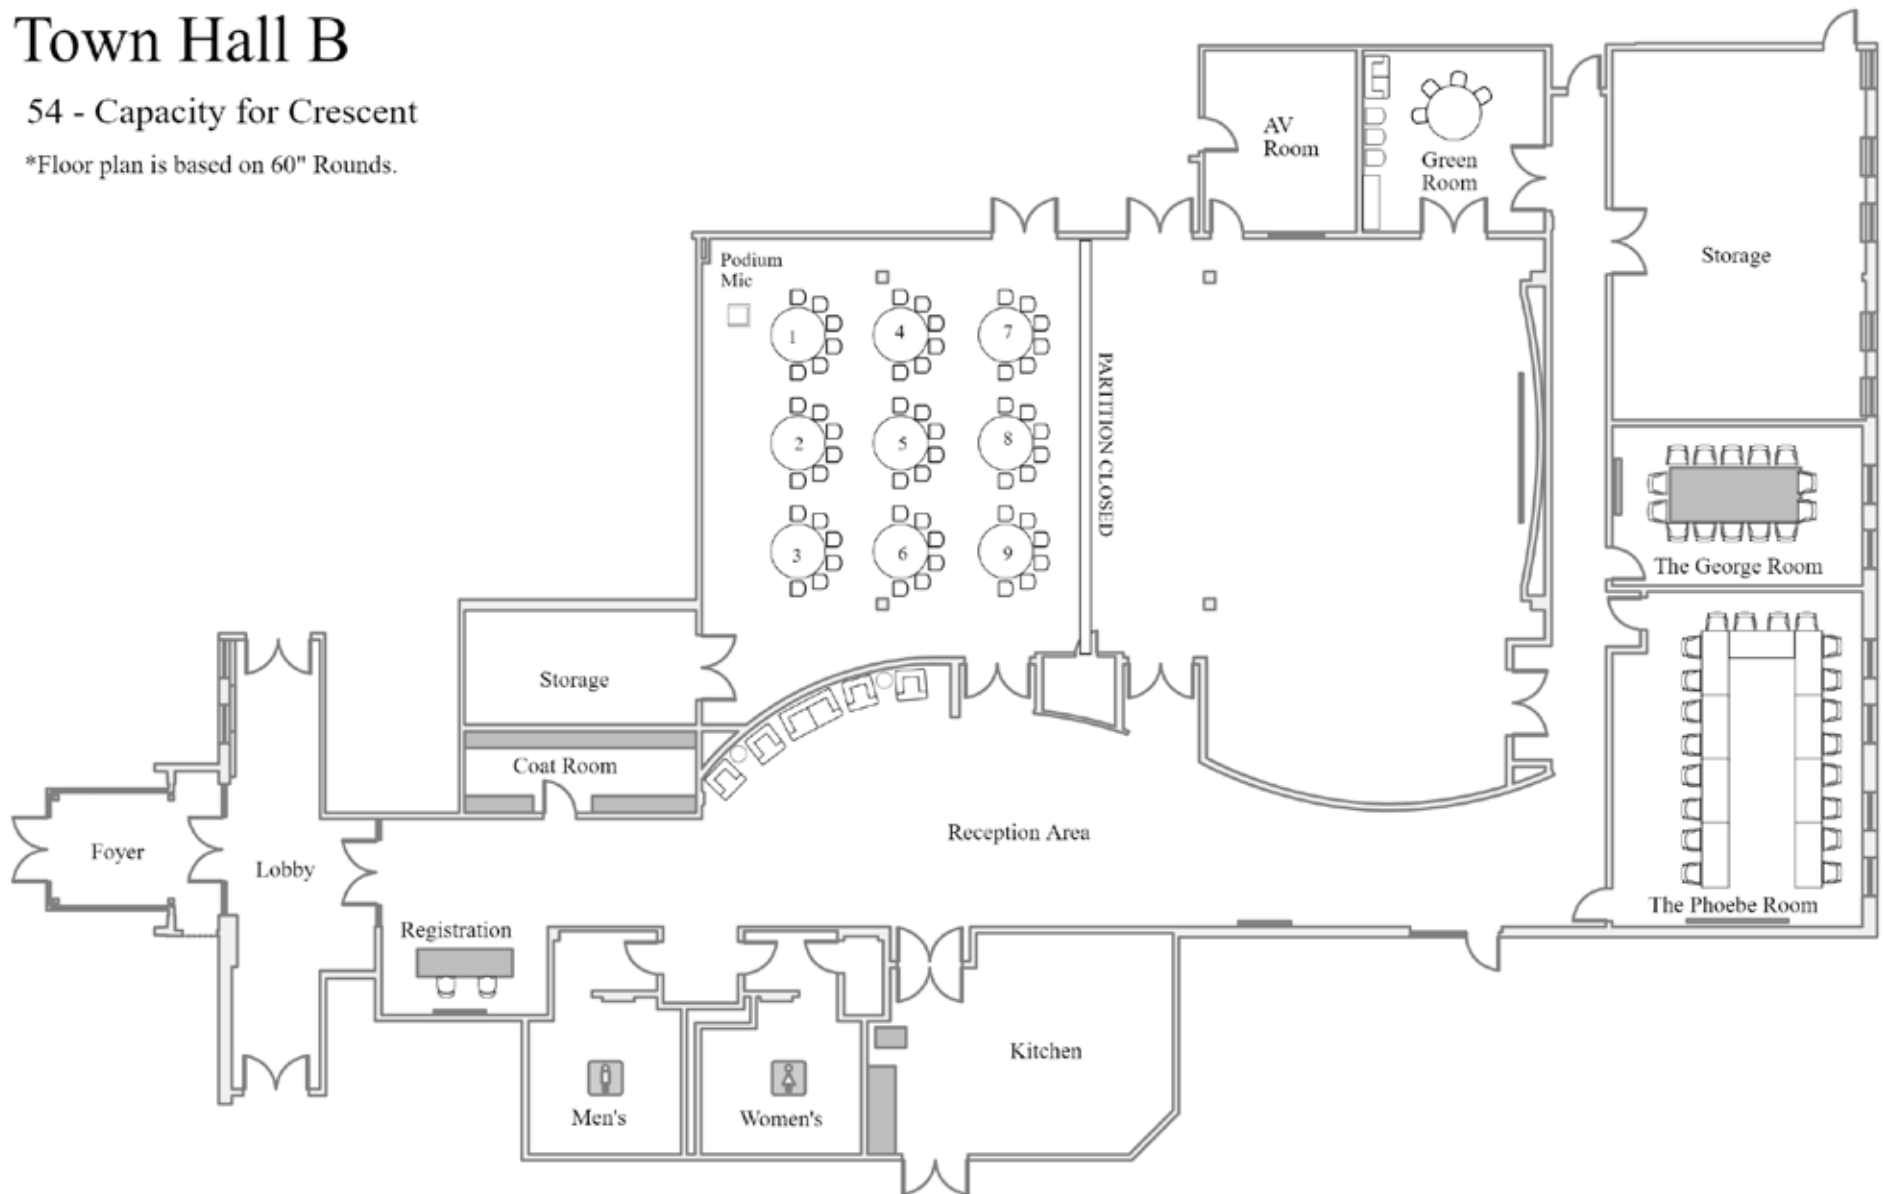 Town Hall B
54 - Capacity for Crescent
*Floor plan is based on 60" Rounds.
AV
Room
Green
Room
Storage
Podium
Mic
1
4
7
2
5
8
3
6
9
PARTITION CLOSED
The George Room
Storage
Coat Room
Foyer
Lobby
Reception Area
Registration
The Phoebe Room
Kitchen
Men's
Women's